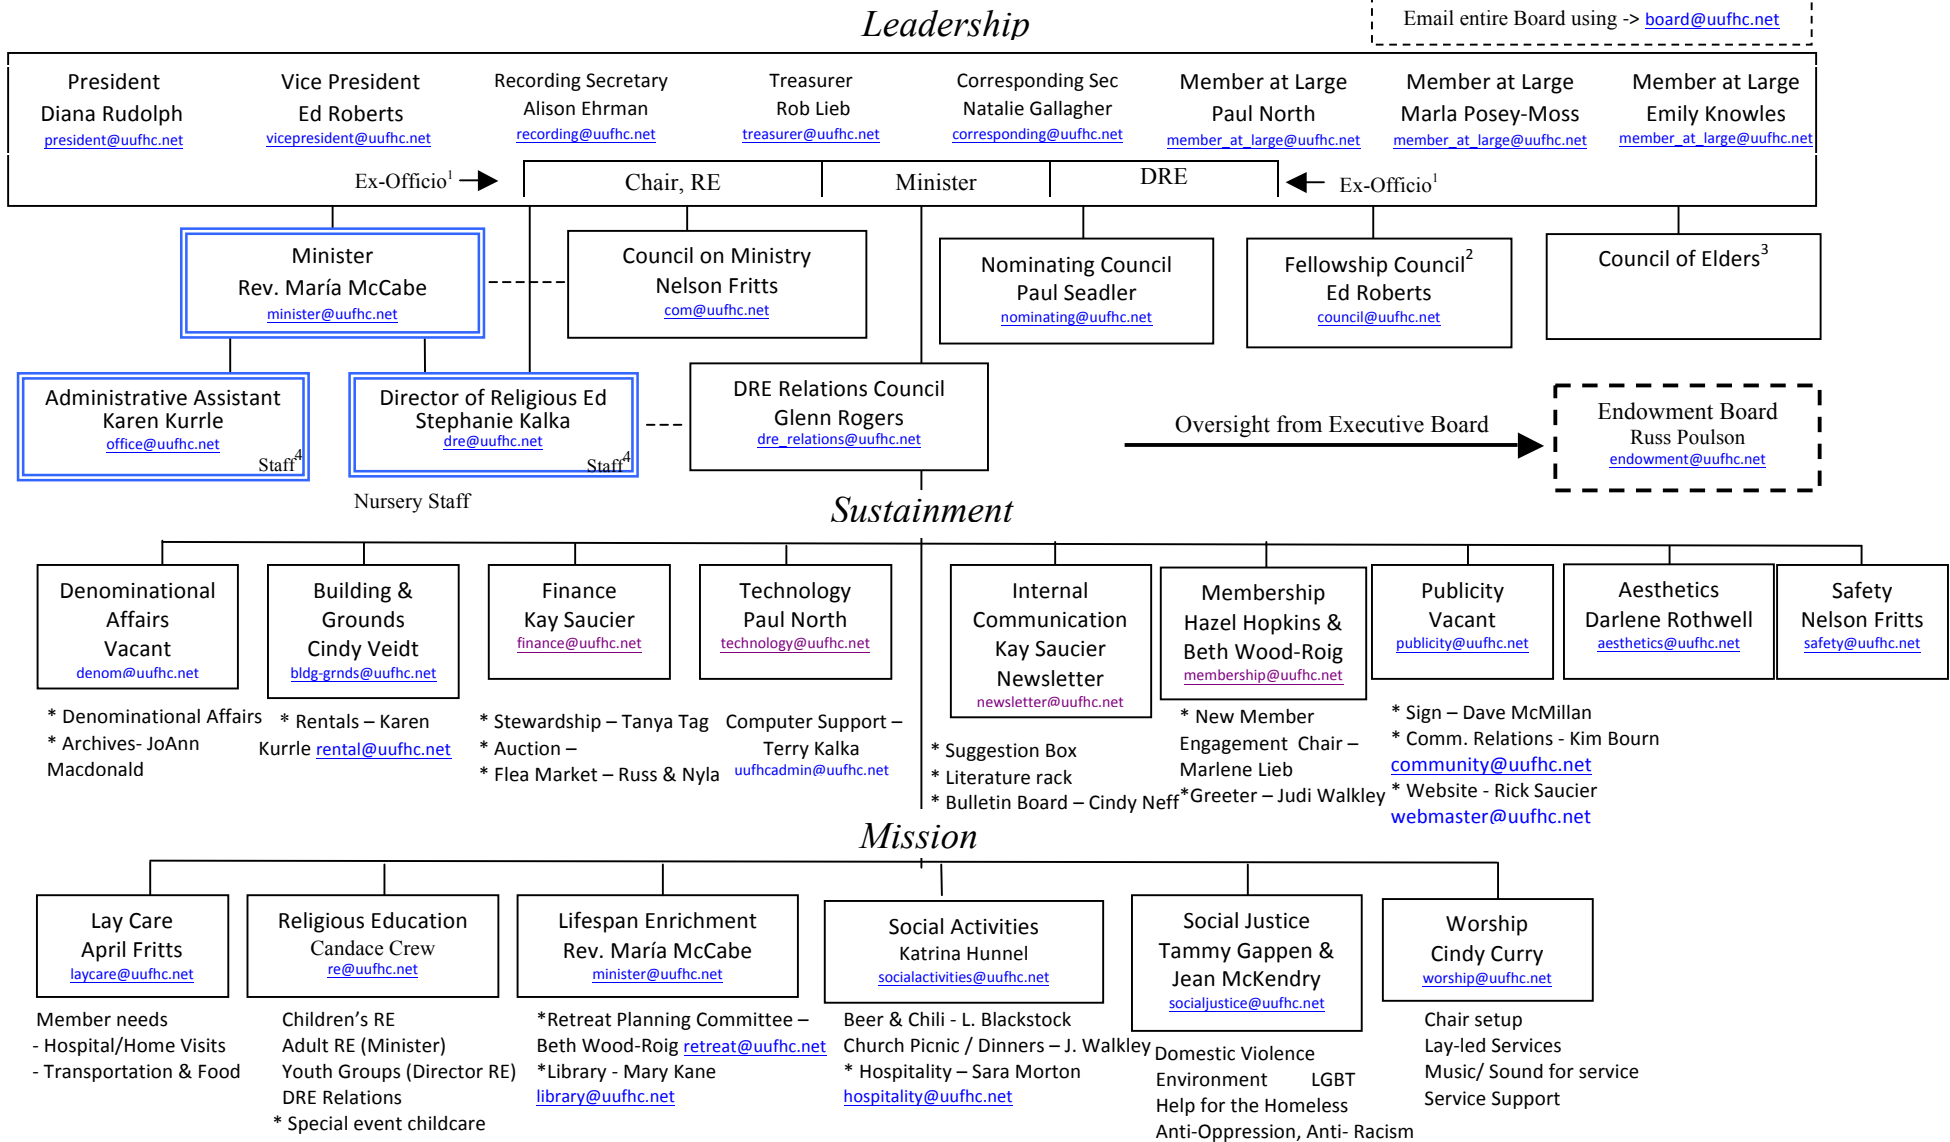 Leadership
Email entire Board using -> board@uufhc.net
President
Diana Rudolph
president@uufhc.net
Vice President
Ed Roberts
vicepresident@uufhc.net
Recording Secretary
Alison Ehrman
recording@uufhc.net
Treasurer
Rob Lieb
treasurer@uufhc.net
Corresponding Sec
Natalie Gallagher
corresponding@uufhc.net
Member at Large
Paul North
member_at_large@uufhc.net
Member at Large
Marla Posey-Moss
member_at_large@uufhc.net
Member at Large
Emily Knowles
member_at_large@uufhc.net
Ex-Officio1
Chair, RE
Minister
DRE
Ex-Officio1
Minister
Rev. María McCabe
minister@uufhc.net
Council on Ministry
Nelson Fritts
com@uufhc.net
Nominating Council
Paul Seadler
nominating@uufhc.net
Fellowship Council2
Ed Roberts
council@uufhc.net
Council of Elders3
Administrative Assistant
Karen Kurrle
office@uufhc.net
Staff4
Director of Religious Ed
Stephanie Kalka
dre@uufhc.net
Staff4
Nursery Staff
DRE Relations Council
Glenn Rogers
dre_relations@uufhc.net
Oversight from Executive Board
Endowment Board
Russ Poulson
endowment@uufhc.net
Sustainment
Denominational
Affairs
Vacant
denom@uufhc.net
* Denominational Affairs
* Archives- JoAnn
Macdonald
Building &
Grounds
Cindy Veidt
bldg-grnds@uufhc.net
* Rentals – Karen
Kurrle rental@uufhc.net
Finance
Kay Saucier
finance@uufhc.net
* Stewardship – Tanya Tag
* Auction –
* Flea Market – Russ & Nyla
Technology
Paul North
technology@uufhc.net
Computer Support –
Terry Kalka
uufhcadmin@uufhc.net
Internal
Communication
Kay Saucier
Newsletter
newsletter@uufhc.net
* Suggestion Box
* Literature rack
* Bulletin Board – Cindy Neff
Membership
Hazel Hopkins &
Beth Wood-Roig
membership@uufhc.net
* New Member
Engagement Chair –
Marlene Lieb
*Greeter – Judi Walkley
Publicity
Vacant
publicity@uufhc.net
* Sign – Dave McMillan
* Comm. Relations - Kim Bourn
community@uufhc.net
* Website - Rick Saucier
webmaster@uufhc.net
Aesthetics
Darlene Rothwell
aesthetics@uufhc.net
Safety
Nelson Fritts
safety@uufhc.net
Mission
Lay Care
April Fritts
laycare@uufhc.net
Member needs
- Hospital/Home Visits
- Transportation & Food
Religious Education
Candace Crew
re@uufhc.net
Children's RE
Adult RE (Minister)
Youth Groups (Director RE)
DRE Relations
* Special event childcare
Lifespan Enrichment
Rev. María McCabe
minister@uufhc.net
*Retreat Planning Committee –
Beth Wood-Roig retreat@uufhc.net
*Library - Mary Kane
library@uufhc.net
Social Activities
Katrina Hunnel
socialactivities@uufhc.net
Beer & Chili - L. Blackstock
Church Picnic / Dinners – J. Walkley
* Hospitality – Sara Morton
hospitality@uufhc.net
Social Justice
Tammy Gappen &
Jean McKendry
socialjustice@uufhc.net
Domestic Violence
Environment LGBT
Help for the Homeless
Anti-Oppression, Anti- Racism
Worship
Cindy Curry
worship@uufhc.net
Chair setup
Lay-led Services
Music/ Sound for service
Service Support